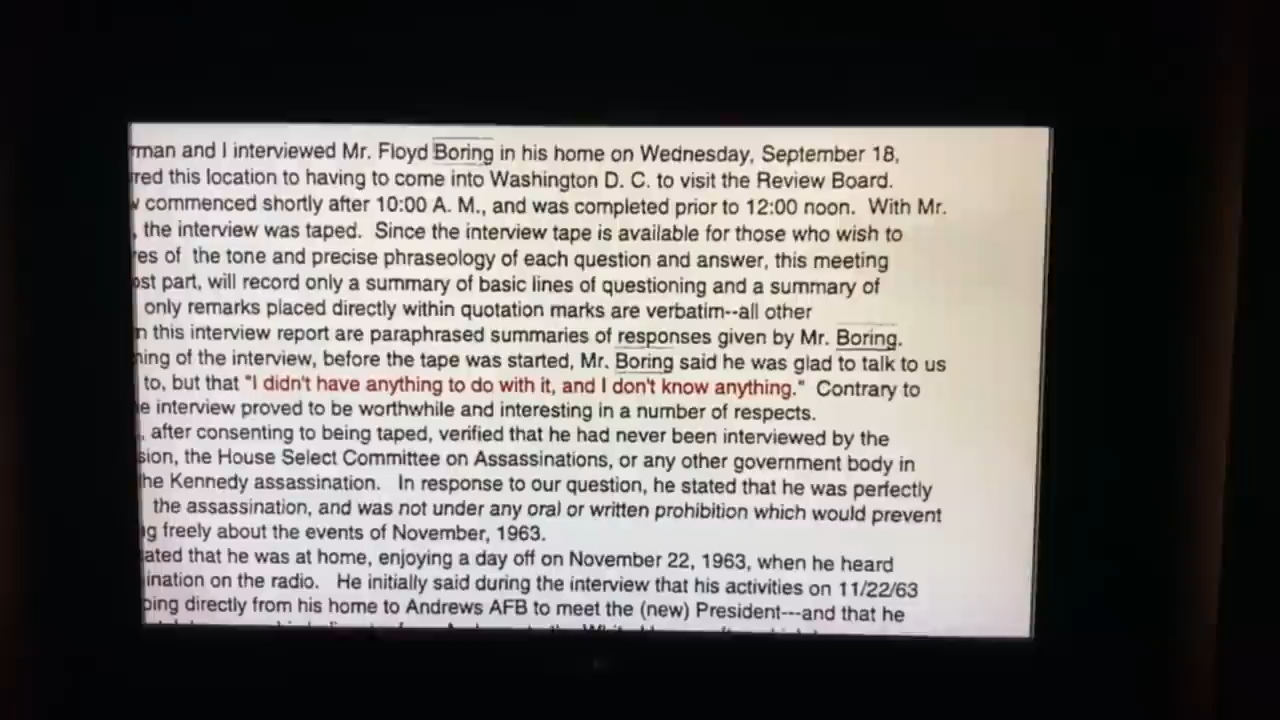 rman and I interviewed Mr. Floyd Boring in his home on Wednesday, September 18,
red this location to having to come into Washington D. C. to visit the Review Board.
commenced shortly after 10:00 A. M., and was completed prior to 12:00 noon.  With Mr.
, the interview was taped.  Since the interview tape is available for those who wish to
res of  the tone and precise phraseology of each question and answer, this meeting
ost part, will record only a summary of basic lines of questioning and a summary of
only remarks placed directly within quotation marks are verbatim--all other
n this interview report are paraphrased summaries of responses given by Mr. Boring.
ning of the interview, before the tape was started, Mr. Boring said he was glad to talk to us
to, but that "I didn't have anything to do with it, and I don't know anything."  Contrary to
e interview proved to be worthwhile and interesting in a number of respects.
, after consenting to being taped, verified that he had never been interviewed by the
sion, the House Select Committee on Assassinations, or any other government body in
he Kennedy assassination.   In response to our question, he stated that he was perfectly
the assassination, and was not under any oral or written prohibition which would prevent
ng freely about the events of November, 1963.
ated that he was at home, enjoying a day off on November 22, 1963, when he heard
ination on the radio.   He initially said during the interview that his activities on 11/22/63
ping directly from his home to Andrews AFB to meet the (new) President---and that he